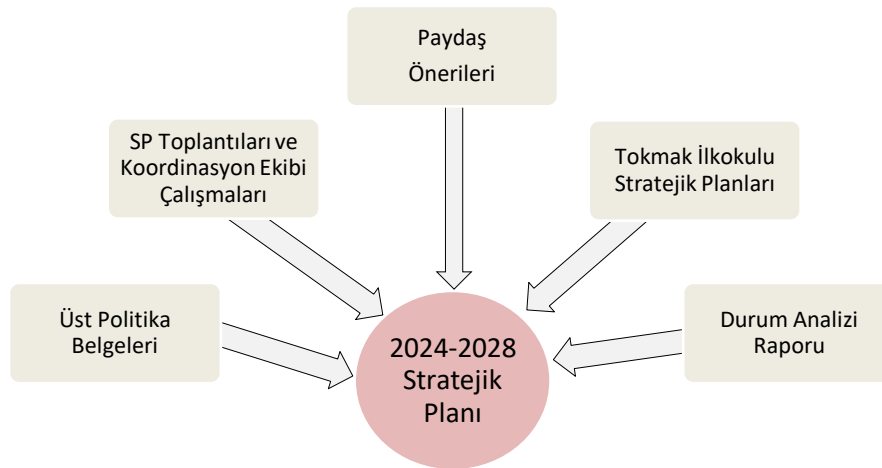 Paydaş
Önerileri
SP Toplantıları ve
Koordinasyon Ekibi
Çalışmaları
Tokmak İlkokulu
Stratejik Planları
Üst Politika
Belgeleri
2024-2028
Stratejik
Planı
Durum Analizi
Raporu